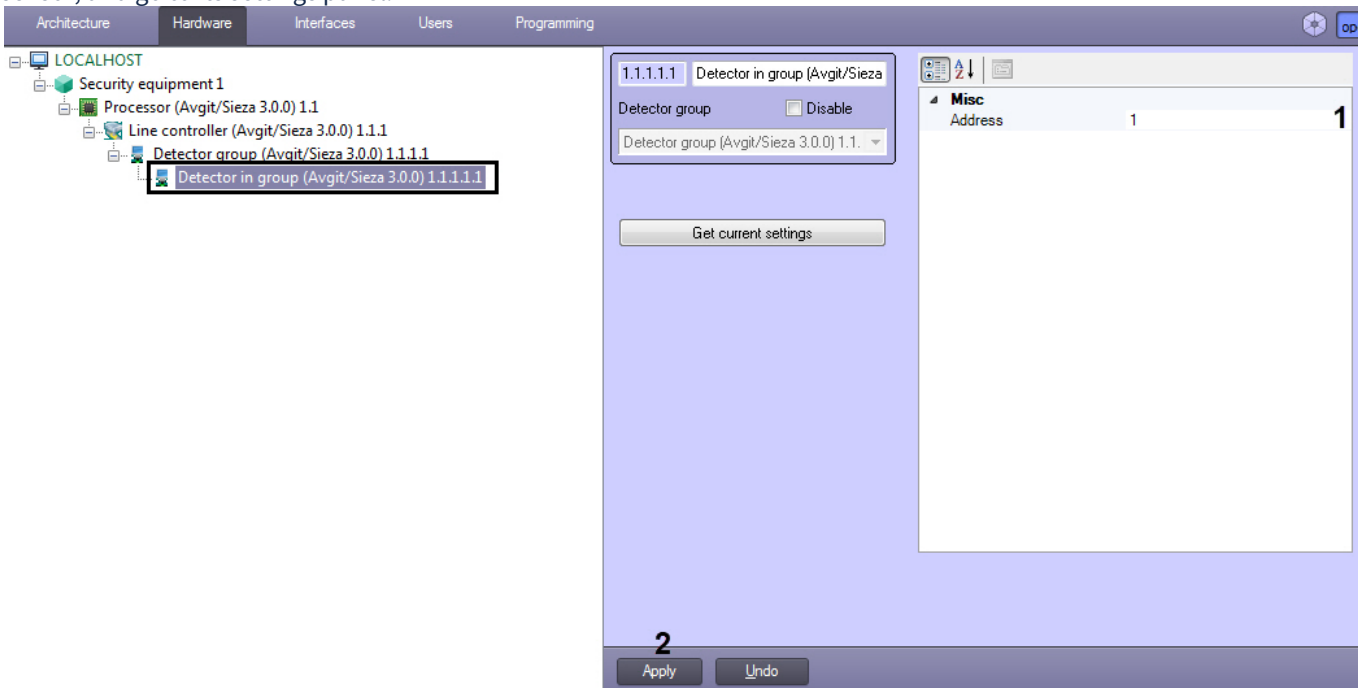 Architecture Hardware Interfaces Users Programming op
LOCALHOST
Security equipment 1
Processor (Avgit/Sieza 3.0.0) 1.1
Line controller (Avgit/Sieza 3.0.0) 1.1.1
Detector group (Avgit/Sieza 3.0.0) 1.1.1.1
Detector in group (Avgit/Sieza 3.0.0) 1.1.1.1.1
1.1.1.1.1 Detector in group (Avgit/Sieza
Detector group Disable
Detector group (Avgit/Sieza 3.0.0) 1.1.
Get current settings
Misc
Address 1 1
2
Apply Undo